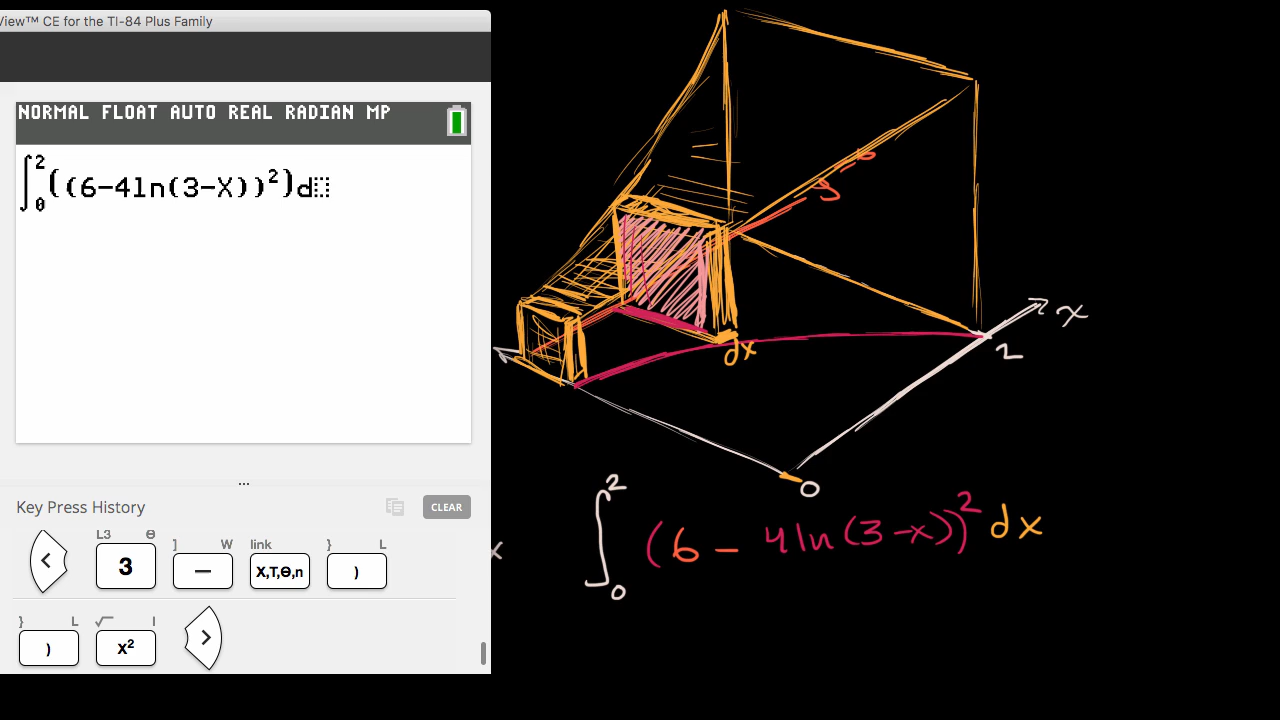 View™ CE for the TI-84 Plus Family
NORMAL FLOAT AUTO REAL RADIAN MP
∫₀²((6-4ln(3-X))²)d
...
Key Press History
CLEAR
L3 θ ] W link } L
3 — X,T,θ,n )
} L √ I
) x²
y=6
dx
x
2
0
x
∫₀² (6 - 4ln(3-x))² dx